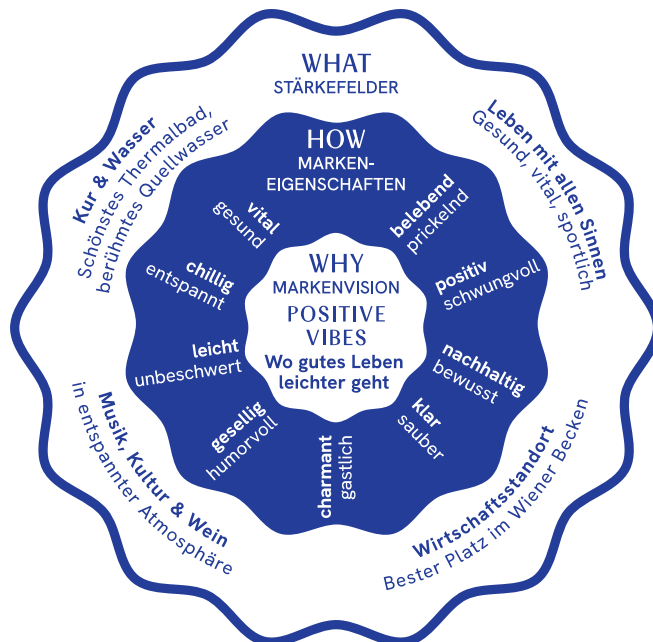 WHAT
STÄRKEFELDER
Kur & Wasser
Schönstes Thermalbad,
berühmtes Quellwasser
Leben mit allen Sinnen
Gesund, vital, sportlich
Wirtschaftsstandort
Bester Platz im Wiener Becken
Musik, Kultur & Wein
in entspannter Atmosphäre
HOW
MARKEN-
EIGENSCHAFTEN
belebend
prickelnd
positiv
schwungvoll
nachhaltig
bewusst
klar
sauber
charmant
gastlich
gesellig
humorvoll
leicht
unbeschwert
chillig
entspannt
vital
gesund
WHY
MARKENVISION
POSITIVE
VIBES
Wo gutes Leben
leichter geht